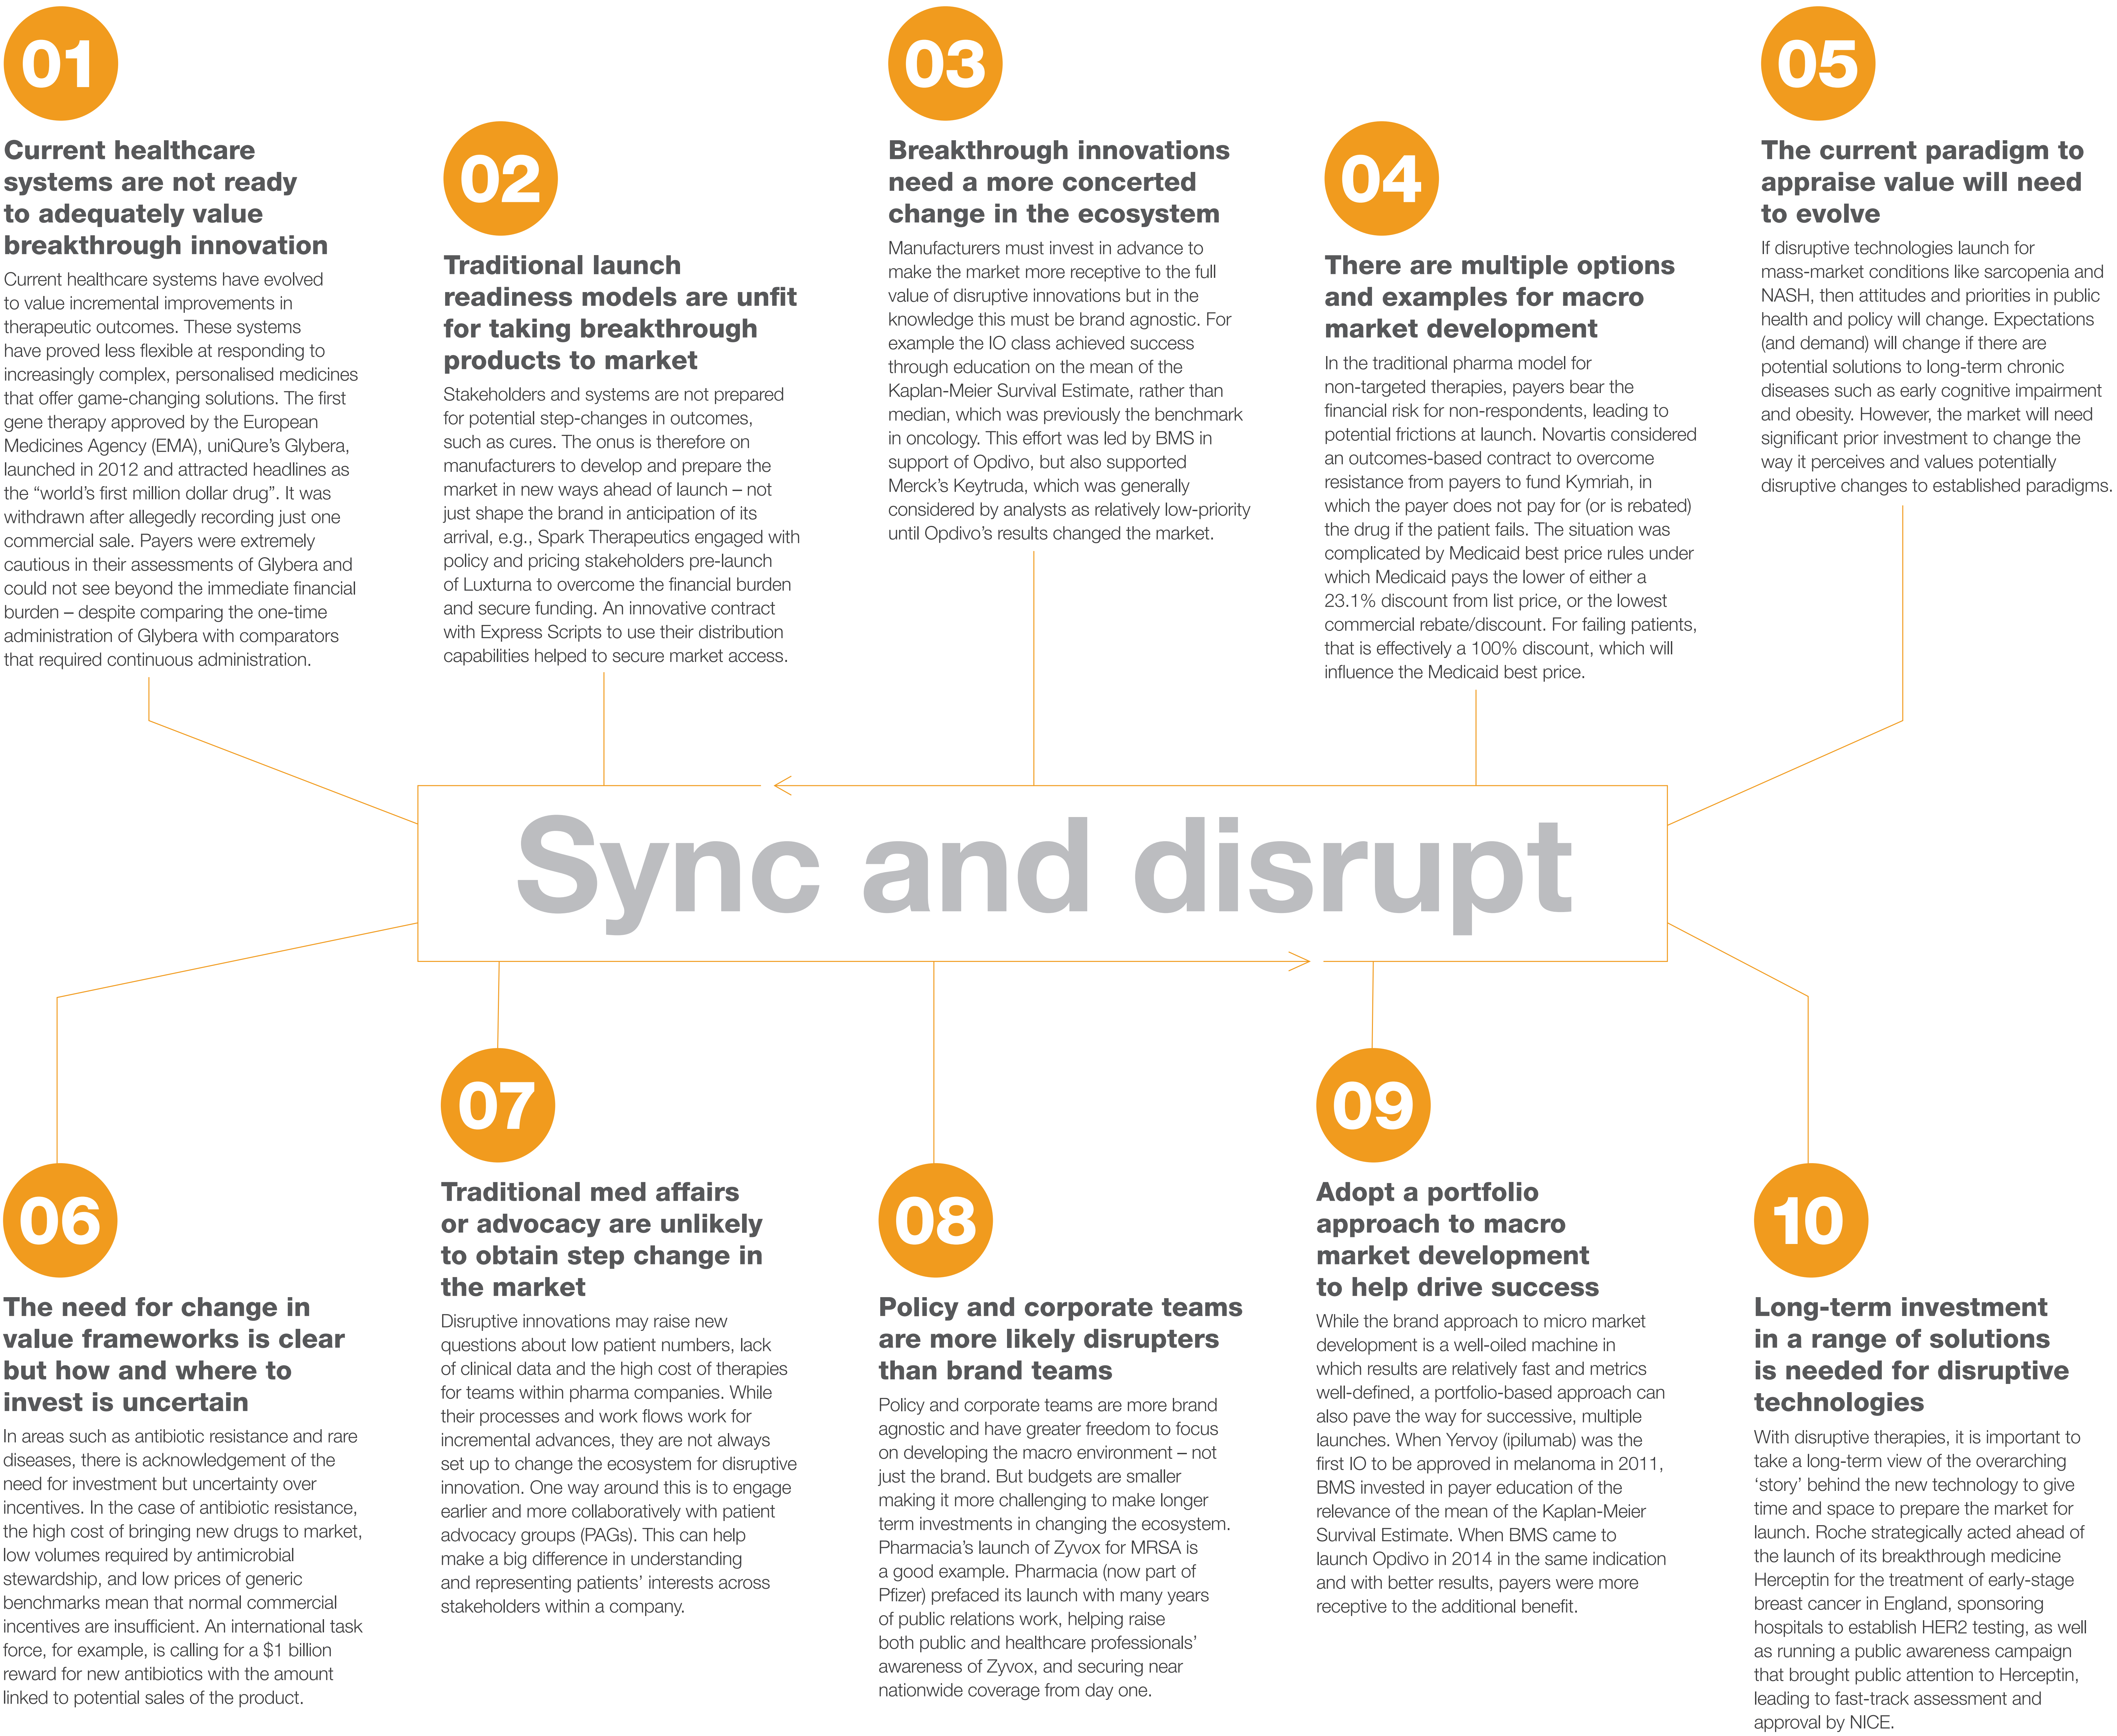 01
Current healthcare
systems are not ready
to adequately value
breakthrough innovation
Current healthcare systems have evolved
to value incremental improvements in
therapeutic outcomes. These systems
have proved less flexible at responding to
increasingly complex, personalised medicines
that offer game-changing solutions. The first
gene therapy approved by the European
Medicines Agency (EMA), uniQure’s Glybera,
launched in 2012 and attracted headlines as
the “world’s first million dollar drug”. It was
withdrawn after allegedly recording just one
commercial sale. Payers were extremely
cautious in their assessments of Glybera and
could not see beyond the immediate financial
burden – despite comparing the one-time
administration of Glybera with comparators
that required continuous administration.
02
Traditional launch
readiness models are unfit
for taking breakthrough
products to market
Stakeholders and systems are not prepared
for potential step-changes in outcomes,
such as cures. The onus is therefore on
manufacturers to develop and prepare the
market in new ways ahead of launch – not
just shape the brand in anticipation of its
arrival, e.g., Spark Therapeutics engaged with
policy and pricing stakeholders pre-launch
of Luxturna to overcome the financial burden
and secure funding. An innovative contract
with Express Scripts to use their distribution
capabilities helped to secure market access.
03
Breakthrough innovations
need a more concerted
change in the ecosystem
Manufacturers must invest in advance to
make the market more receptive to the full
value of disruptive innovations but in the
knowledge this must be brand agnostic. For
example the IO class achieved success
through education on the mean of the
Kaplan-Meier Survival Estimate, rather than
median, which was previously the benchmark
in oncology. This effort was led by BMS in
support of Opdivo, but also supported
Merck’s Keytruda, which was generally
considered by analysts as relatively low-priority
until Opdivo’s results changed the market.
04
There are multiple options
and examples for macro
market development
In the traditional pharma model for
non-targeted therapies, payers bear the
financial risk for non-respondents, leading to
potential frictions at launch. Novartis considered
an outcomes-based contract to overcome
resistance from payers to fund Kymriah, in
which the payer does not pay for (or is rebated)
the drug if the patient fails. The situation was
complicated by Medicaid best price rules under
which Medicaid pays the lower of either a
23.1% discount from list price, or the lowest
commercial rebate/discount. For failing patients,
that is effectively a 100% discount, which will
influence the Medicaid best price.
05
The current paradigm to
appraise value will need
to evolve
If disruptive technologies launch for
mass-market conditions like sarcopenia and
NASH, then attitudes and priorities in public
health and policy will change. Expectations
(and demand) will change if there are
potential solutions to long-term chronic
diseases such as early cognitive impairment
and obesity. However, the market will need
significant prior investment to change the
way it perceives and values potentially
disruptive changes to established paradigms.
Sync and disrupt
06
The need for change in
value frameworks is clear
but how and where to
invest is uncertain
In areas such as antibiotic resistance and rare
diseases, there is acknowledgement of the
need for investment but uncertainty over
incentives. In the case of antibiotic resistance,
the high cost of bringing new drugs to market,
low volumes required by antimicrobial
stewardship, and low prices of generic
benchmarks mean that normal commercial
incentives are insufficient. An international task
force, for example, is calling for a $1 billion
reward for new antibiotics with the amount
linked to potential sales of the product.
07
Traditional med affairs
or advocacy are unlikely
to obtain step change in
the market
Disruptive innovations may raise new
questions about low patient numbers, lack
of clinical data and the high cost of therapies
for teams within pharma companies. While
their processes and work flows work for
incremental advances, they are not always
set up to change the ecosystem for disruptive
innovation. One way around this is to engage
earlier and more collaboratively with patient
advocacy groups (PAGs). This can help
make a big difference in understanding
and representing patients’ interests across
stakeholders within a company.
08
Policy and corporate teams
are more likely disrupters
than brand teams
Policy and corporate teams are more brand
agnostic and have greater freedom to focus
on developing the macro environment – not
just the brand. But budgets are smaller
making it more challenging to make longer
term investments in changing the ecosystem.
Pharmacia’s launch of Zyvox for MRSA is
a good example. Pharmacia (now part of
Pfizer) prefaced its launch with many years
of public relations work, helping raise
both public and healthcare professionals’
awareness of Zyvox, and securing near
nationwide coverage from day one.
09
Adopt a portfolio
approach to macro
market development
to help drive success
While the brand approach to micro market
development is a well-oiled machine in
which results are relatively fast and metrics
well-defined, a portfolio-based approach can
also pave the way for successive, multiple
launches. When Yervoy (ipilumab) was the
first IO to be approved in melanoma in 2011,
BMS invested in payer education of the
relevance of the mean of the Kaplan-Meier
Survival Estimate. When BMS came to
launch Opdivo in 2014 in the same indication
and with better results, payers were more
receptive to the additional benefit.
10
Long-term investment
in a range of solutions
is needed for disruptive
technologies
With disruptive therapies, it is important to
take a long-term view of the overarching
‘story’ behind the new technology to give
time and space to prepare the market for
launch. Roche strategically acted ahead of
the launch of its breakthrough medicine
Herceptin for the treatment of early-stage
breast cancer in England, sponsoring
hospitals to establish HER2 testing, as well
as running a public awareness campaign
that brought public attention to Herceptin,
leading to fast-track assessment and
approval by NICE.